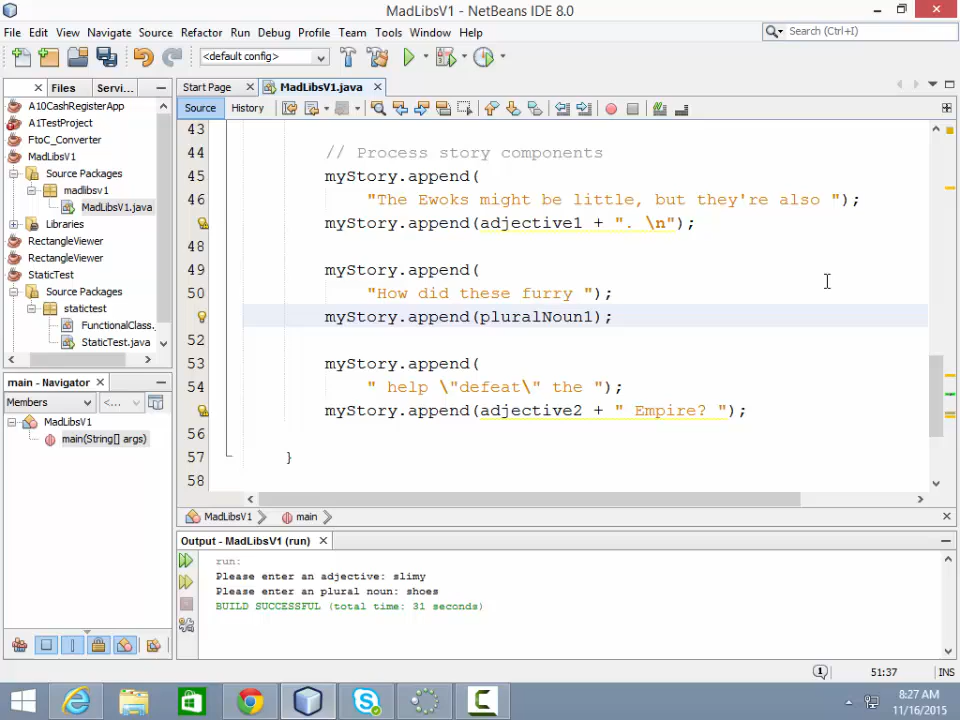 MadLibsV1 - NetBeans IDE 8.0
File Edit View Navigate Source Refactor Run Debug Profile Team Tools Window Help
Search (Ctrl+I)
<default config>
Files Servi...
Start Page MadLibsV1.java
Source History
A10CashRegisterApp
A1TestProject
FtoC_Converter
MadLibsV1
Source Packages
madlibsv1
MadLibsV1.java
Libraries
RectangleViewer
RectangleViewer
StaticTest
Source Packages
statictest
FunctionalClass.
StaticTest.java
main - Navigator
Members <...
MadLibsV1
main(String[] args)
43
44 // Process story components
45 myStory.append(
46 "The Ewoks might be little, but they're also ");
myStory.append(adjective1 + ". \n");
48
49 myStory.append(
50 "How did these furry ");
myStory.append(pluralNoun1);
52
53 myStory.append(
54 " help \"defeat\" the ");
myStory.append(adjective2 + " Empire? ");
56
57 }
58
MadLibsV1 main
Output - MadLibsV1 (run)
run:
Please enter an adjective: slimy
Please enter an plural noun: shoes
BUILD SUCCESSFUL (total time: 31 seconds)
51:37 INS
8:27 AM
11/16/2015